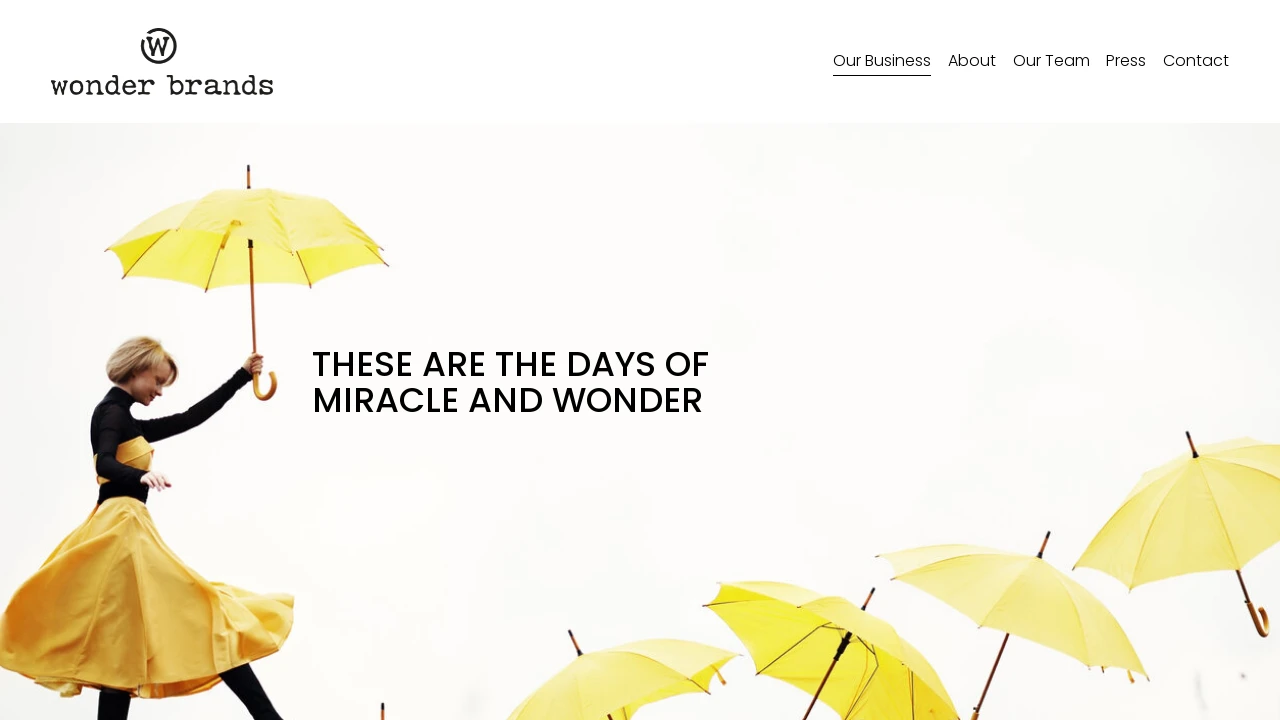 W
wonder brands
Our Business About Our Team Press Contact
THESE ARE THE DAYS OF
MIRACLE AND WONDER